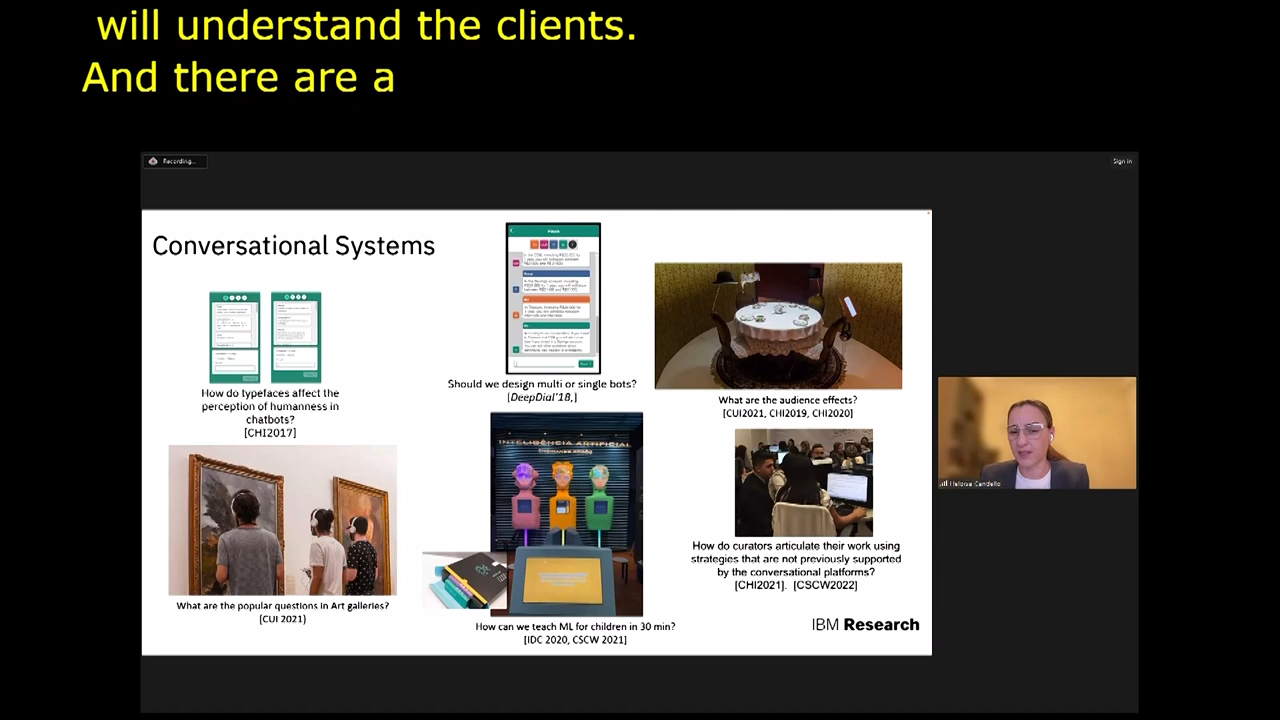 will understand the clients.
And there are a
Recording...
Sign in
Conversational Systems
How do typefaces affect the
perception of humanness in
chatbots?
[CHI2017]
Should we design multi or single bots?
[DeepDial'18,]
What are the audience effects?
[CUI2021, CHI2019, CHI2020]
What are the popular questions in Art galleries?
[CUI 2021)
INTELIGÊNCIA ARTIFICIAL
How can we teach ML for children in 30 min?
[IDC 2020, CSCW 2021]
How do curators articulate their work using
strategies that are not previously supported
by the conversational platforms?
[CHI2021]. [CSCW2022]
IBM Research
Heloisa Candello